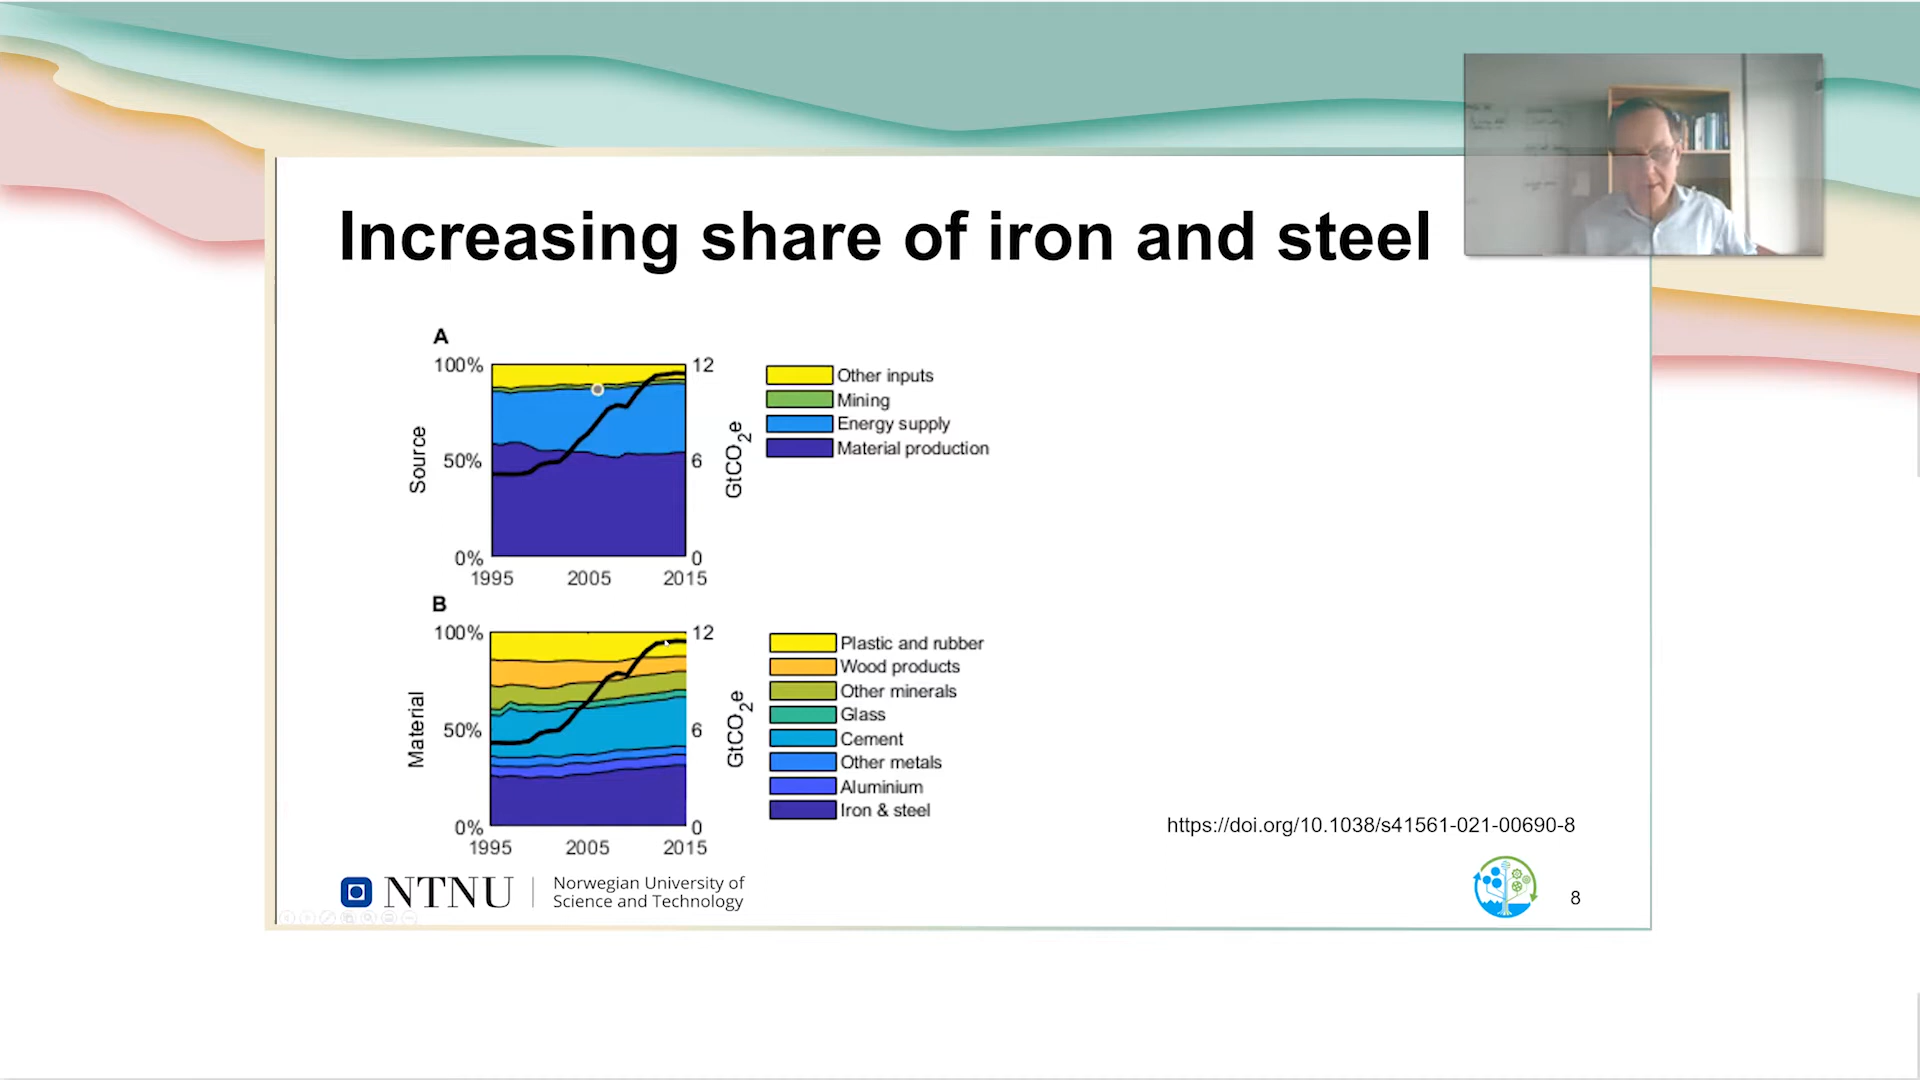 Increasing share of iron and steel
A
100%
50%
0%
Source
12
6
0
GtCO2e
1995 2005 2015
Other inputs
Mining
Energy supply
Material production
B
100%
50%
0%
Material
12
6
0
GtCO2e
1995 2005 2015
Plastic and rubber
Wood products
Other minerals
Glass
Cement
Other metals
Aluminium
Iron & steel
https://doi.org/10.1038/s41561-021-00690-8
NTNU
Norwegian University of
Science and Technology
8